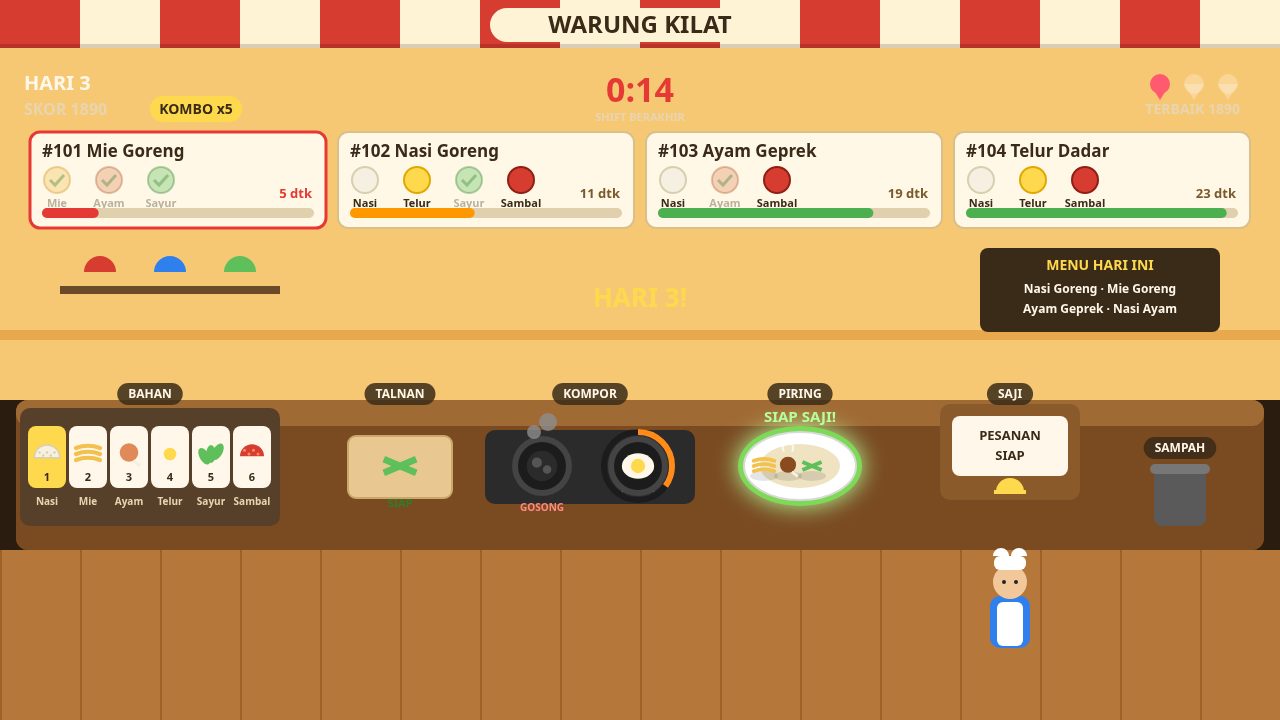 WARUNG KILAT
HARI 3
SKOR 1890
KOMBO x5
0:14
SHIFT BERAKHIR
TERBAIK 1890
#101 Mie Goreng
Mie Ayam Sayur
5 dtk
#102 Nasi Goreng
Nasi Telur Sayur Sambal
11 dtk
#103 Ayam Geprek
Nasi Ayam Sambal
19 dtk
#104 Telur Dadar
Nasi Telur Sambal
23 dtk
HARI 3!
MENU HARI INI
Nasi Goreng · Mie Goreng
Ayam Geprek · Nasi Ayam
BAHAN
TALNAN
KOMPOR
PIRING
SAJI
SAMPAH
1 2 3 4 5 6
Nasi Mie Ayam Telur Sayur Sambal
SIAP
GOSONG
SIAP SAJI!
PESANAN
SIAP